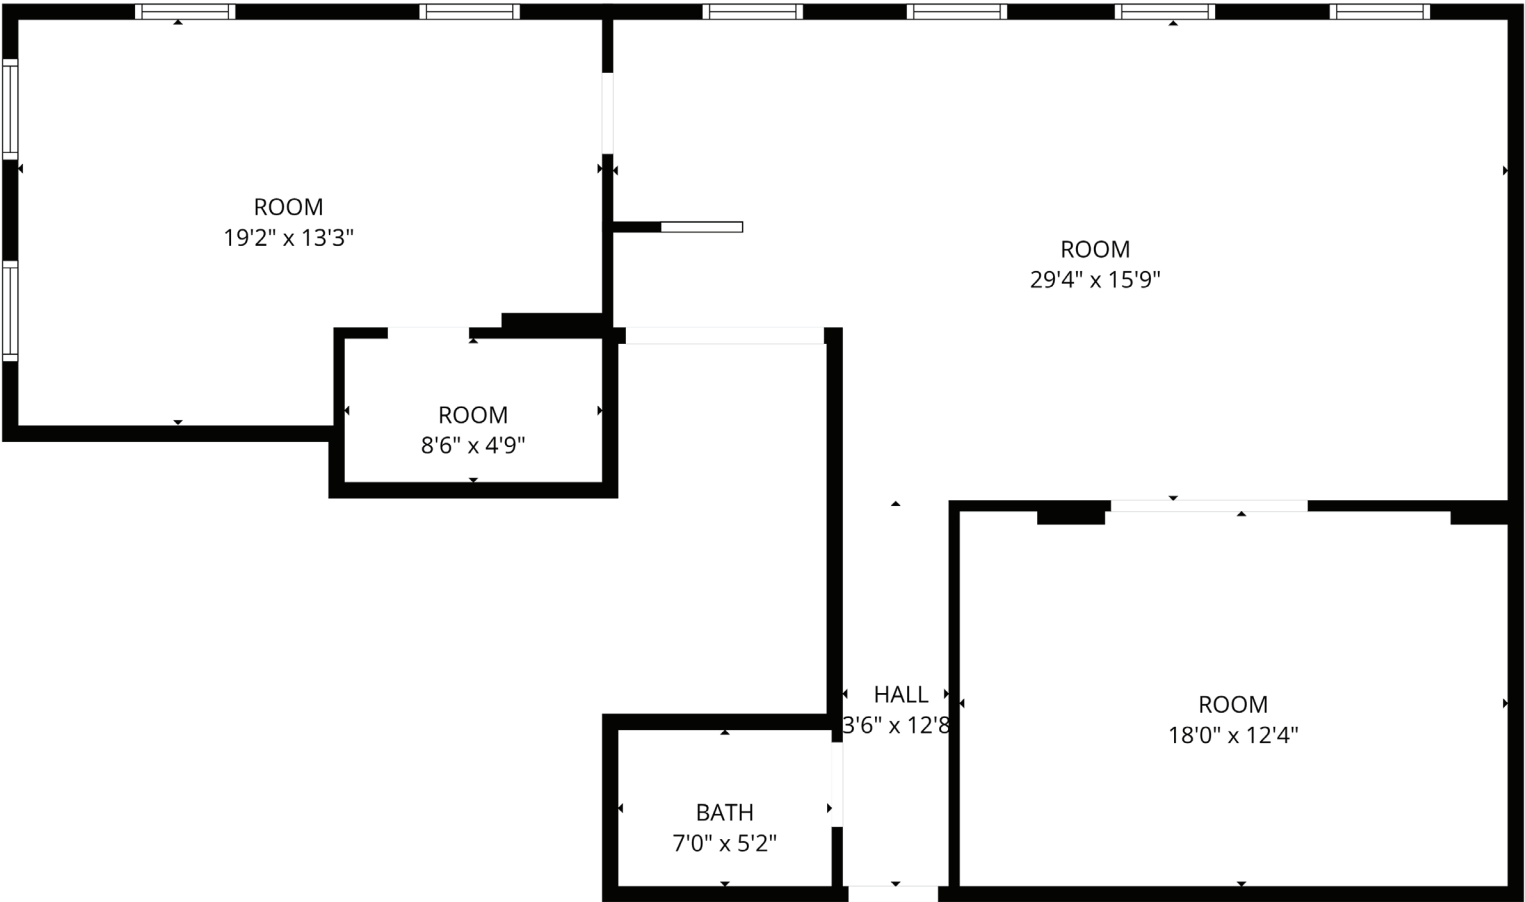 ROOM
19'2" x 13'3"
ROOM
29'4" x 15'9"
ROOM
8'6" x 4'9"
HALL
3'6" x 12'8
ROOM
18'0" x 12'4"
BATH
7'0" x 5'2"